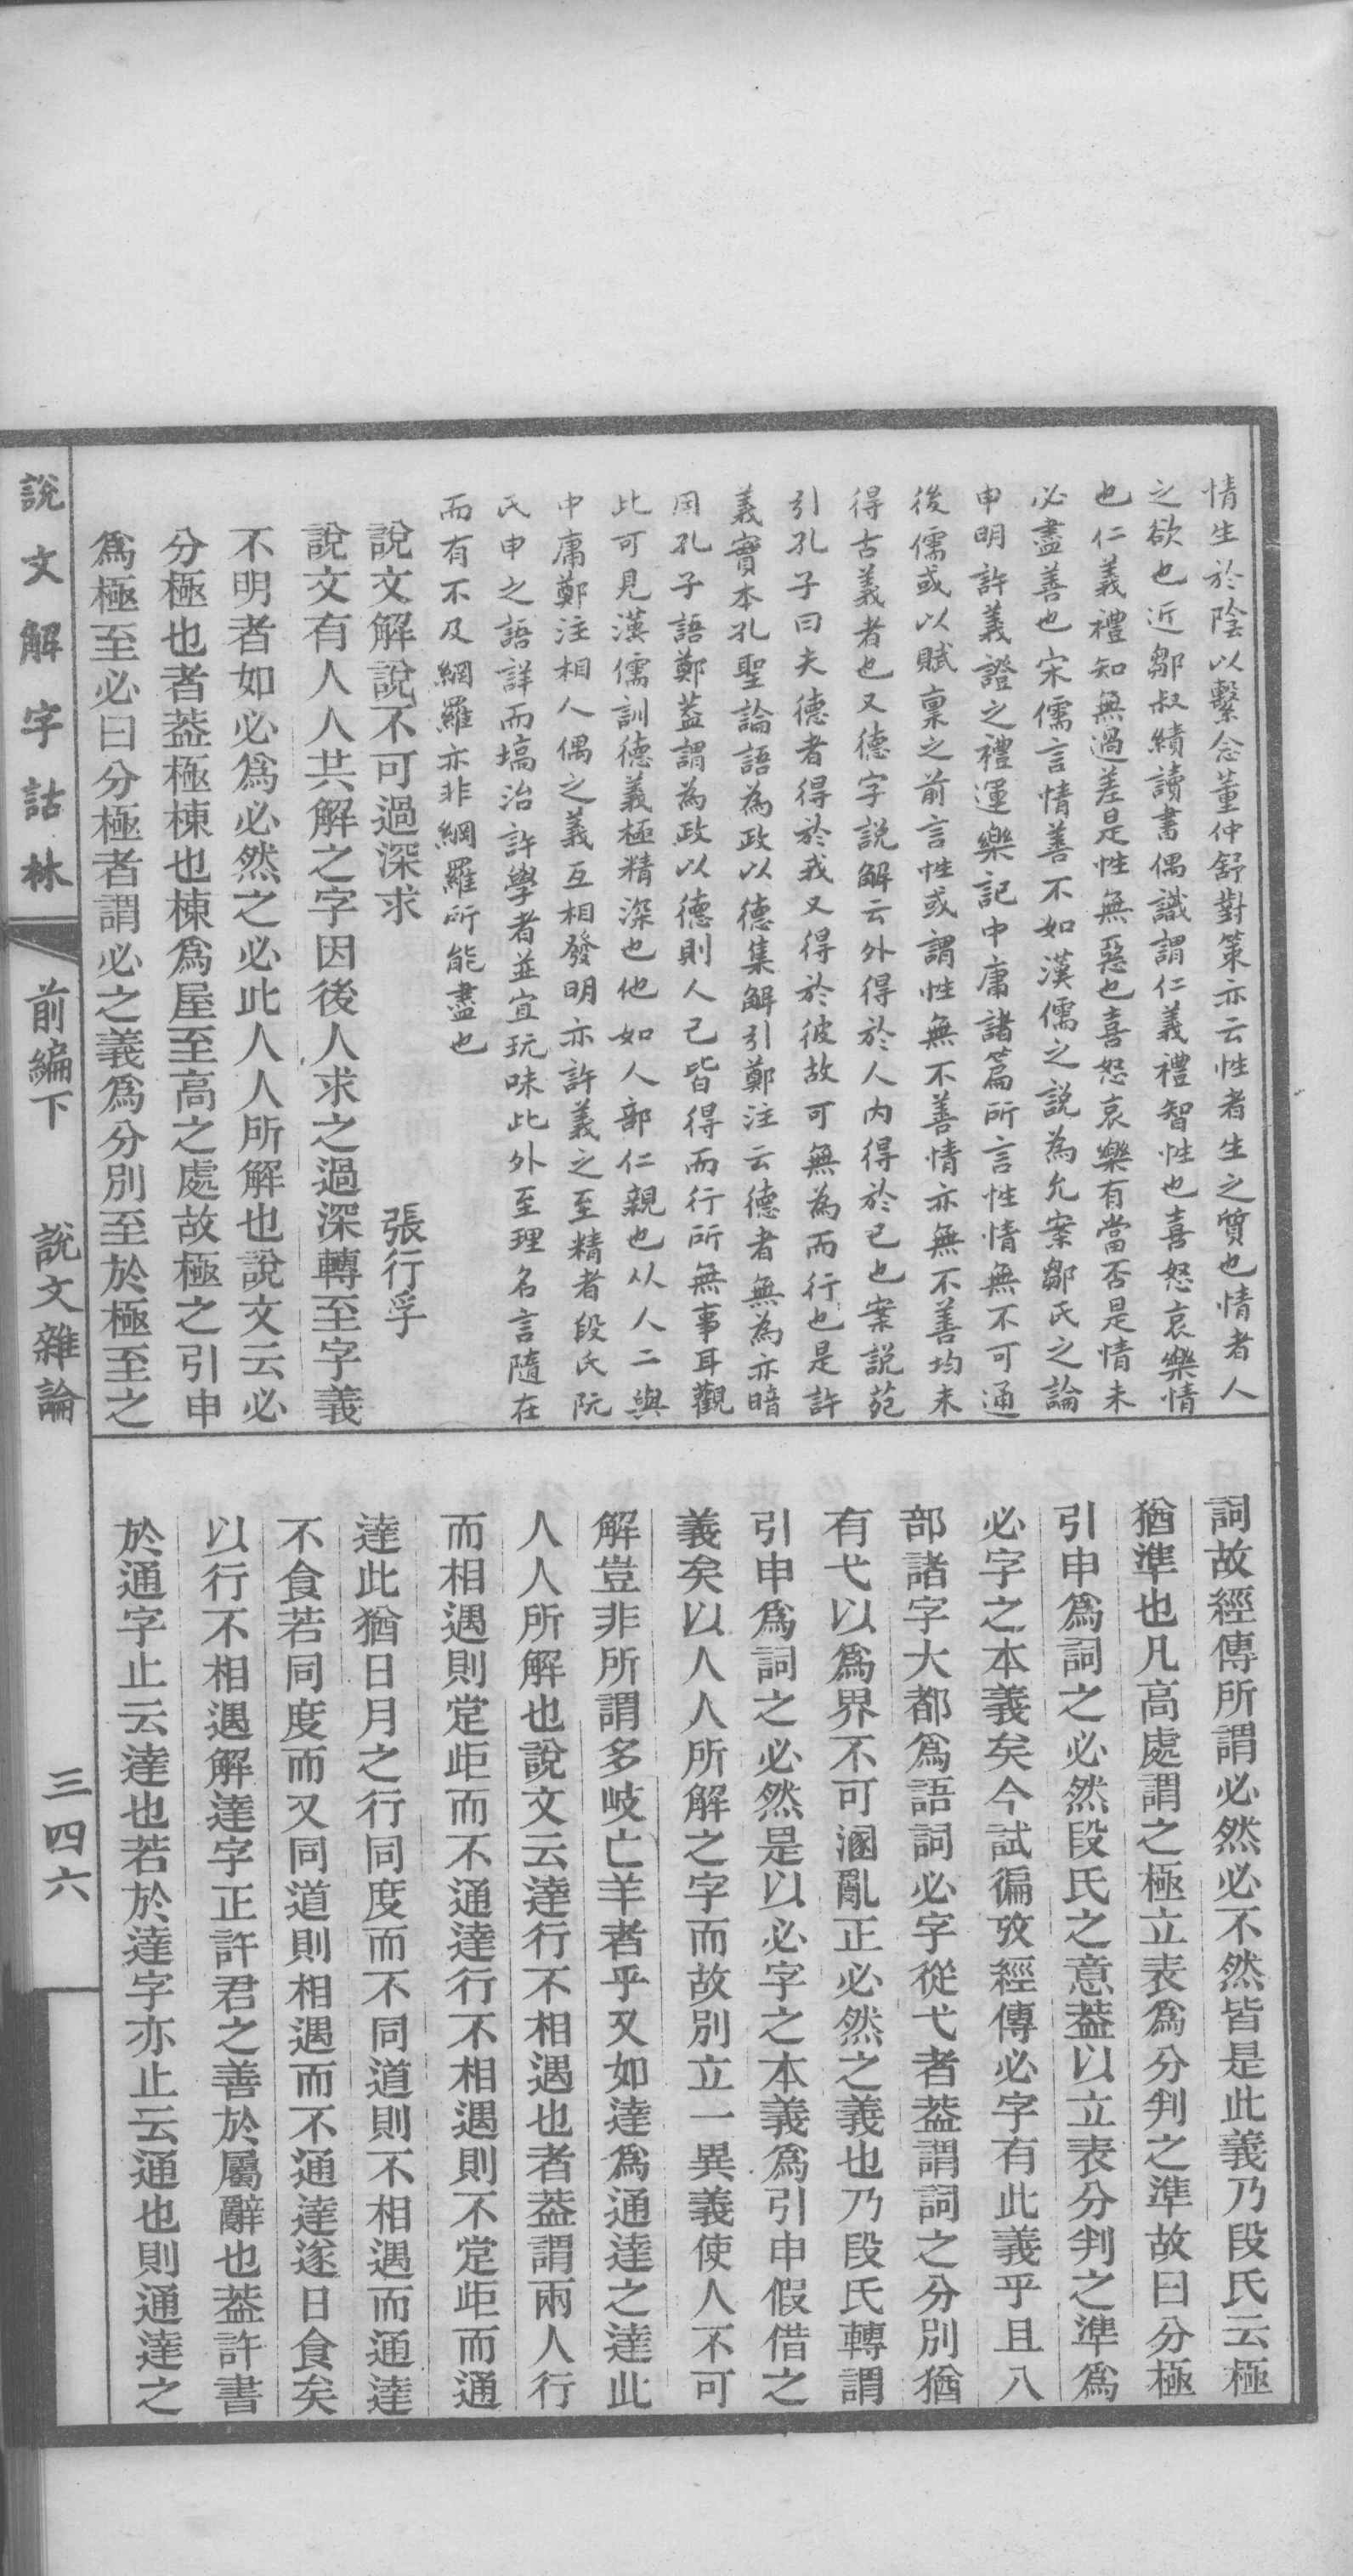 情生於陰以繫念董仲舒對策亦云性者生之質也情者人
之欲也近鄒叔績讀書偶識謂仁義禮智性也喜怒哀樂情
也仁義禮知無過差是性無惡也喜怒哀樂有當否是情未
必盡善也宋儒言情善不如漢儒之說為允案鄒氏之論
申明許義證之禮運樂記中庸諸篇所言性情無不可通
後儒或以賦稟之前言性或謂性無不善情亦無不善均未
得古義者也又德字說解云外得於人內得於己也案說苑
引孔子曰夫德者得於我又得於彼故可無為而行也是許
義實本孔聖論語為政以德集解引鄭注云德者無為亦暗
用孔子語鄭葢謂為政以德則人己皆得而行所無事耳觀
此可見漢儒訓德義極精深也他如人部仁親也从人二與
中庸鄭注相人偶之義互相發明亦許義之至精者段氏阮
氏申之語詳而塙治許學者並宜玩味此外至理名言隨在
而有不及網羅亦非網羅所能盡也
說文解說不可過深求　張行孚
說文有人人共解之字因後人求之過深轉至字義
不明者如必爲必然之必此人人所解也說文云必
分極也者葢極棟也棟爲屋至高之處故極之引申
爲極至必曰分極者謂必之義爲分別至於極至之
詞故經傳所謂必然必不然皆是此義乃段氏云極
猶準也凡高處謂之極立表爲分判之準故曰分極
引申爲詞之必然段氏之意葢以立表分判之準爲
必字之本義矣今試徧攷經傳必字有此義乎且八
部諸字大都爲語詞必字從弋者葢謂詞之分別猶
有弋以爲界不可溷亂正必然之義也乃段氏轉謂
引申爲詞之必然是以必字之本義爲引申假借之
義矣以人人所解之字而故別立一異義使人不可
解豈非所謂多岐亡羊者乎又如達爲通達之達此
人人所解也說文云達行不相遇也者葢謂兩人行
而相遇則定歫而不通達行不相遇則不定歫而通
達此猶日月之行同度而不同道則不相遇而通達
不食若同度而又同道則相遇而不通達遂日食矣
以行不相遇解達字正許君之善於屬辭也葢許書
於通字止云達也若於達字亦止云通也則通達之
說文解字詁林　前編下　說文雜論　三四六